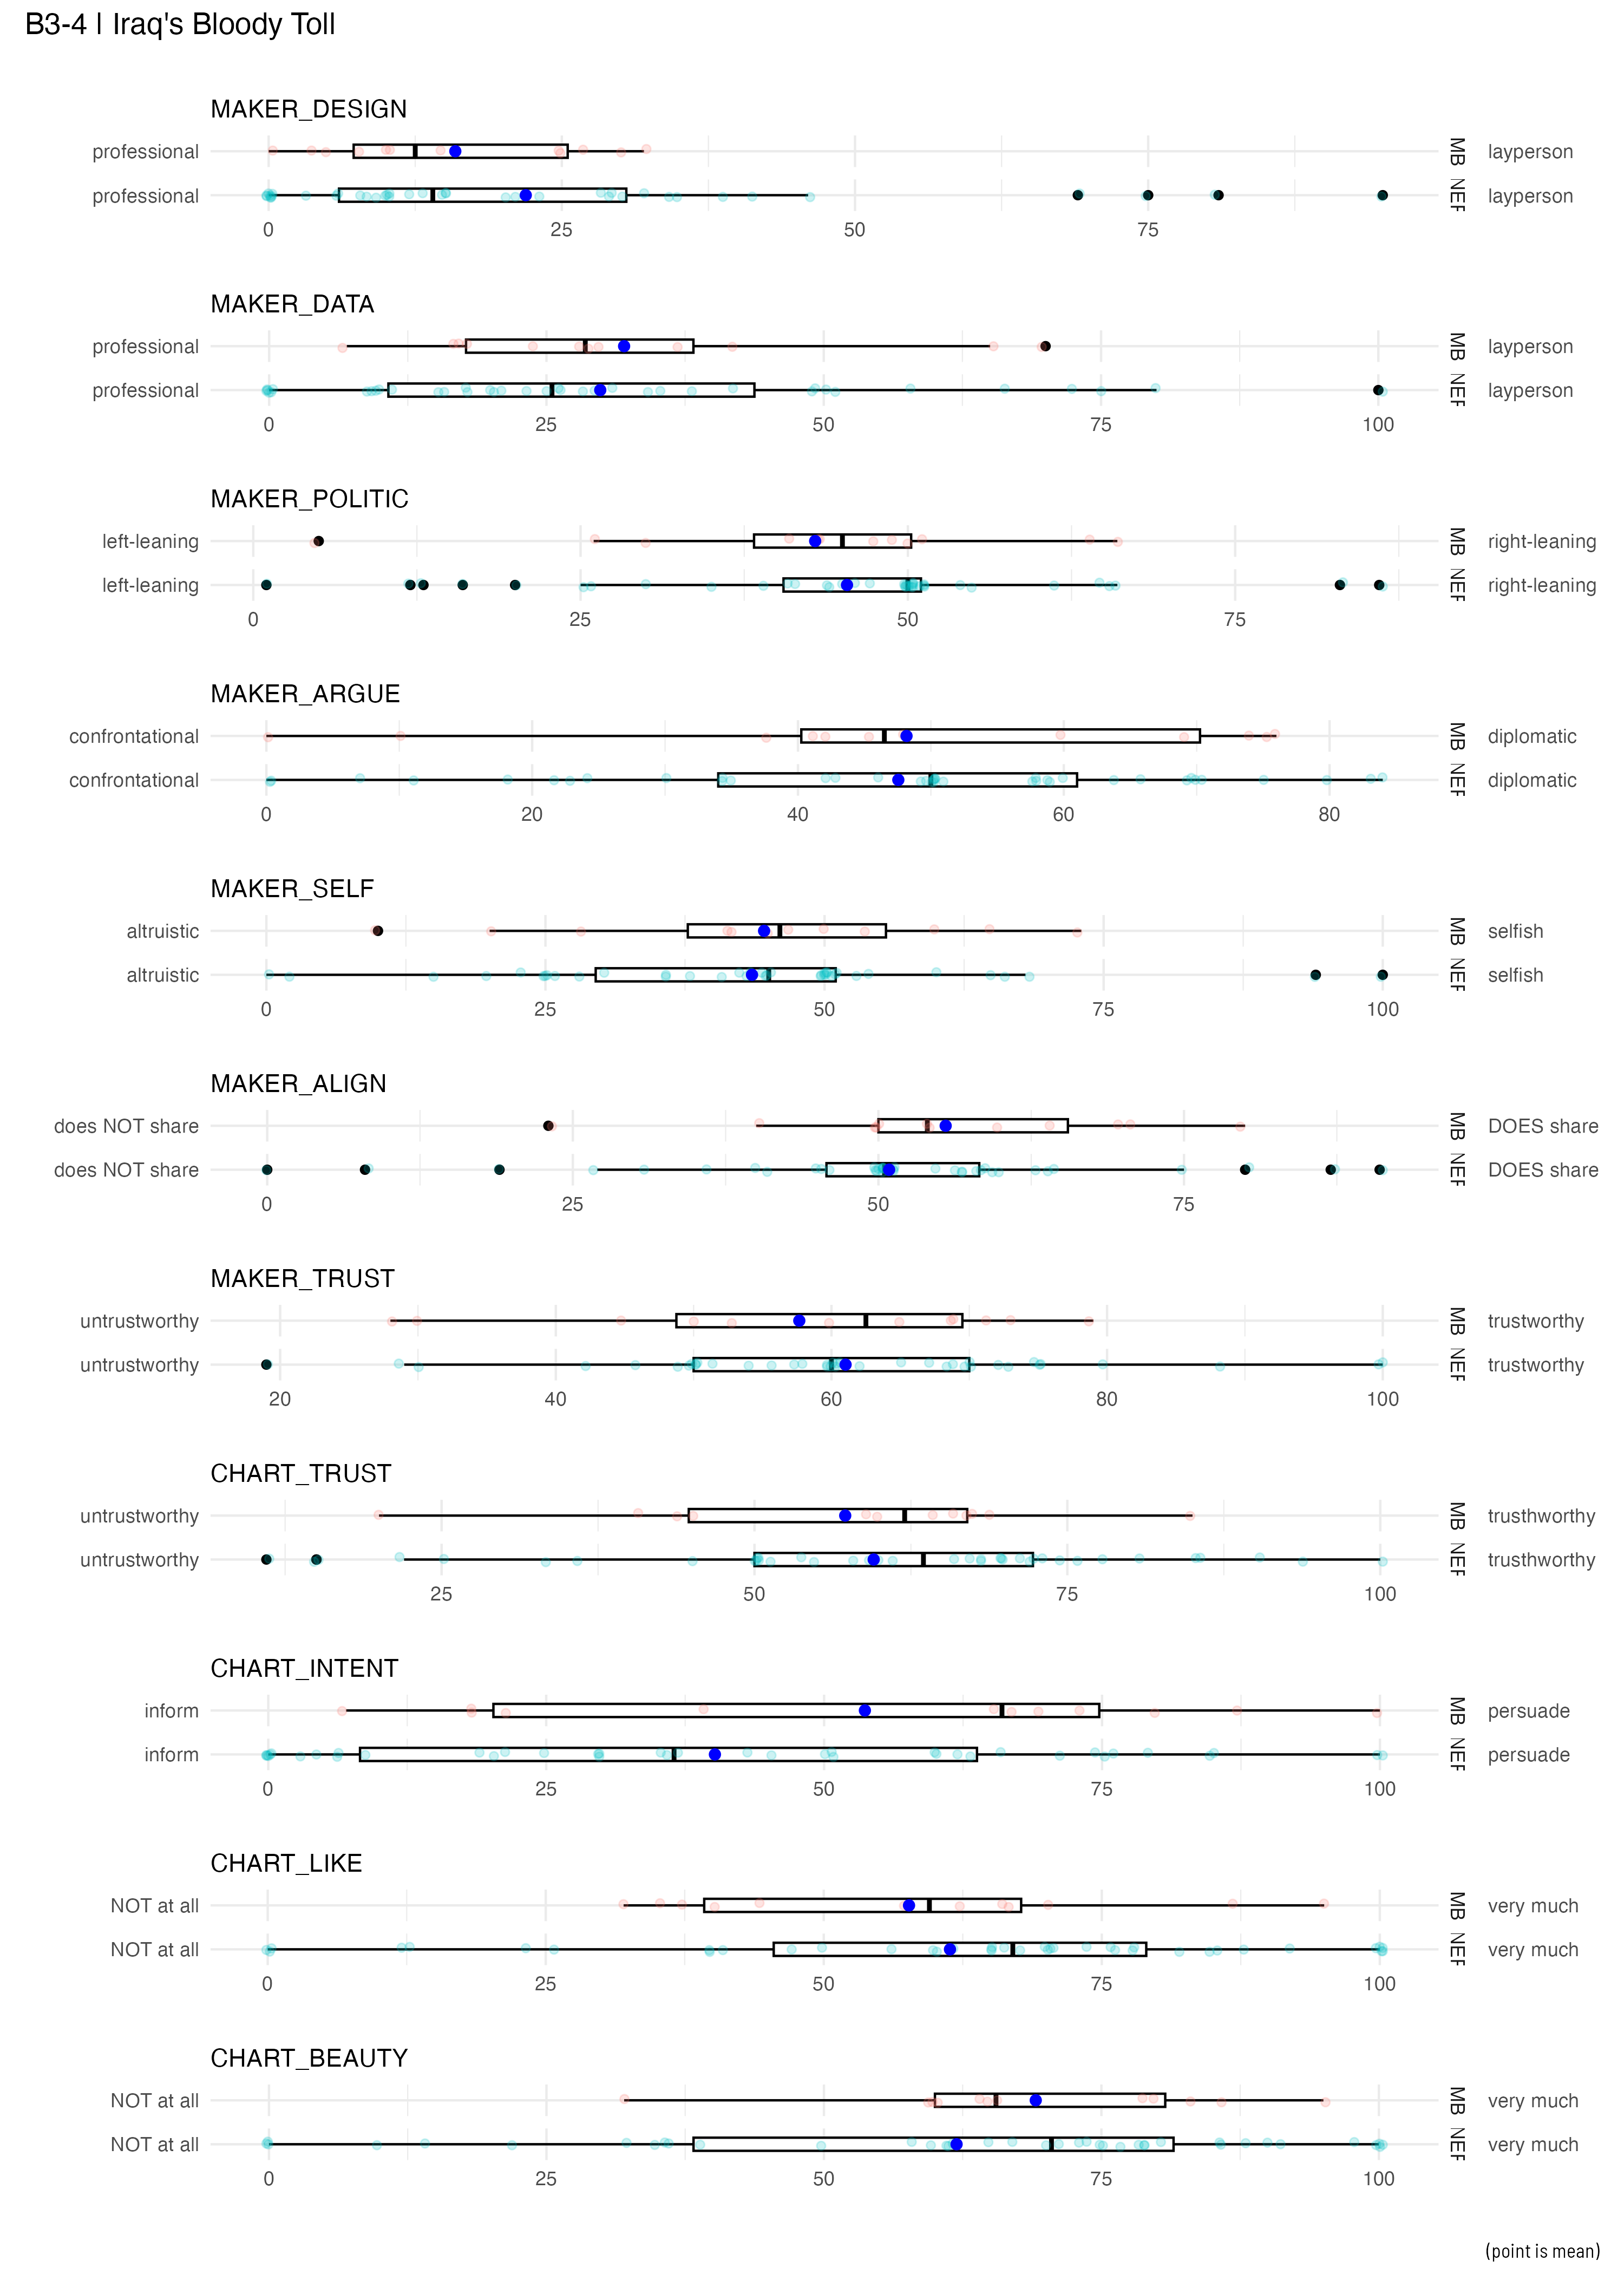 B3-4 | Iraq's Bloody Toll
MAKER_DESIGN
professional MB layperson
professional NEF layperson
0 25 50 75
MAKER_DATA
professional MB layperson
professional NEF layperson
0 25 50 75 100
MAKER_POLITIC
left-leaning MB right-leaning
left-leaning NEF right-leaning
0 25 50 75
MAKER_ARGUE
confrontational MB diplomatic
confrontational NEF diplomatic
0 20 40 60 80
MAKER_SELF
altruistic MB selfish
altruistic NEF selfish
0 25 50 75 100
MAKER_ALIGN
does NOT share MB DOES share
does NOT share NEF DOES share
0 25 50 75
MAKER_TRUST
untrustworthy MB trustworthy
untrustworthy NEF trustworthy
20 40 60 80 100
CHART_TRUST
untrustworthy MB trusthworthy
untrustworthy NEF trusthworthy
25 50 75 100
CHART_INTENT
inform MB persuade
inform NEF persuade
0 25 50 75 100
CHART_LIKE
NOT at all MB very much
NOT at all NEF very much
0 25 50 75 100
CHART_BEAUTY
NOT at all MB very much
NOT at all NEF very much
0 25 50 75 100
(point is mean)